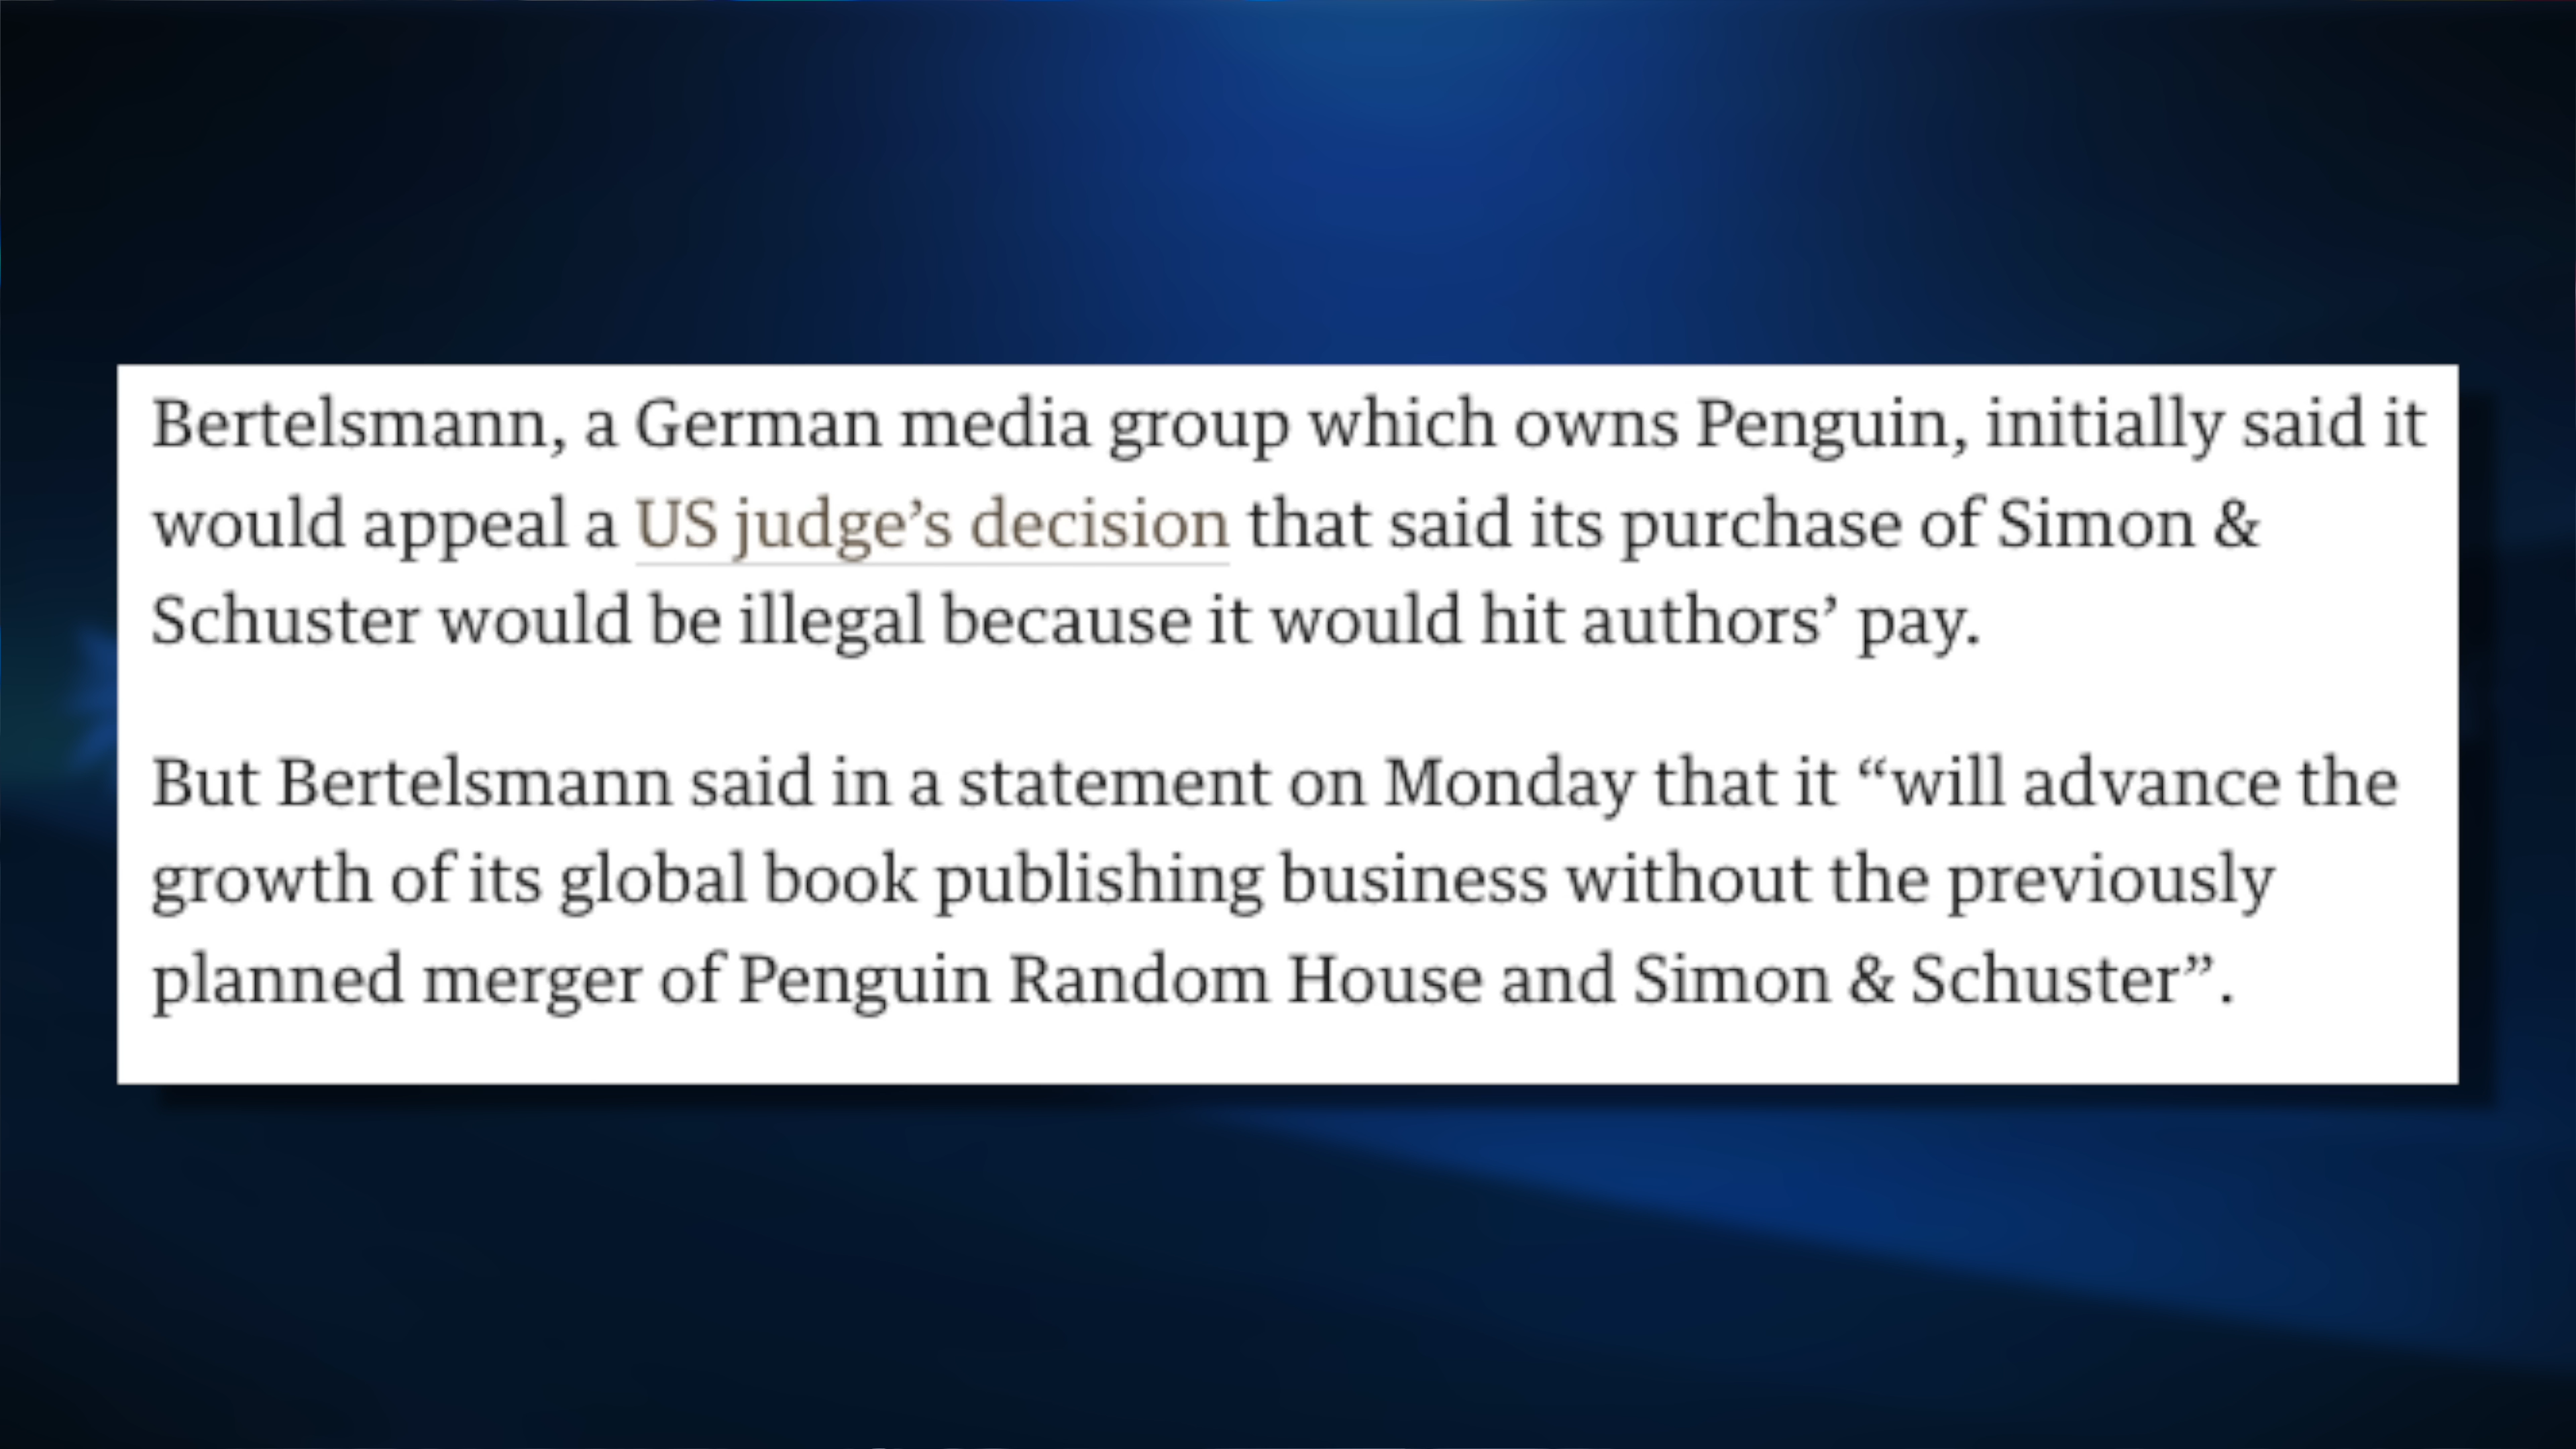 Bertelsmann, a German media group which owns Penguin, initially said it
would appeal a US judge’s decision that said its purchase of Simon &
Schuster would be illegal because it would hit authors’ pay.
But Bertelsmann said in a statement on Monday that it “will advance the
growth of its global book publishing business without the previously
planned merger of Penguin Random House and Simon & Schuster”.